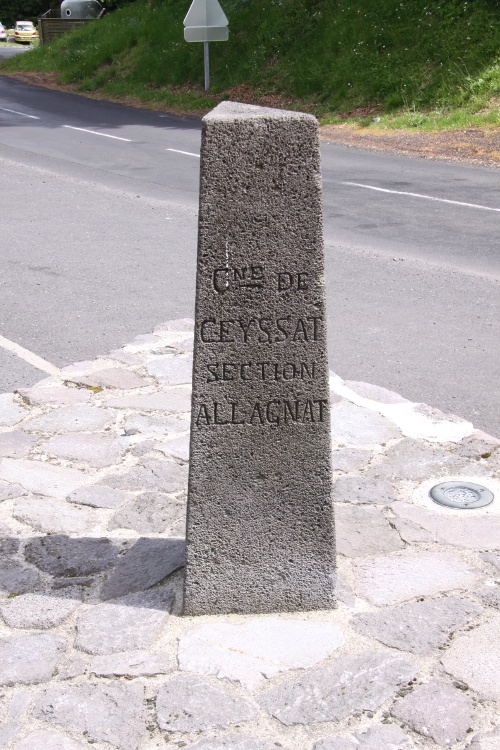 CNE DE
CEYSSAT
SECTION
ALLAGNAT